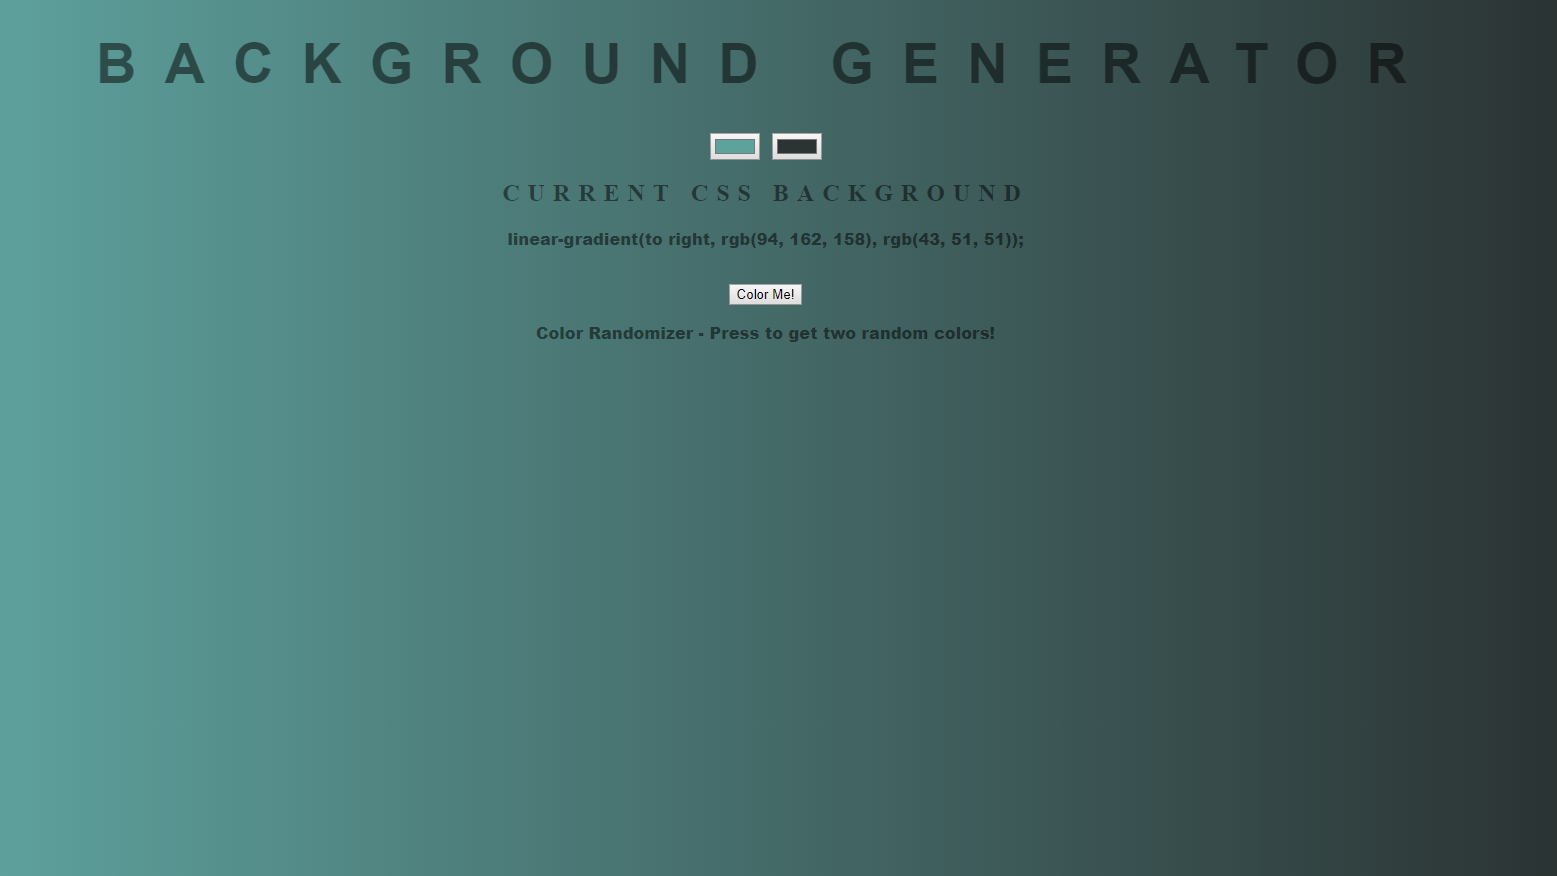 BACKGROUND GENERATOR
CURRENT CSS BACKGROUND
linear-gradient(to right, rgb(94, 162, 158), rgb(43, 51, 51));
Color Me!
Color Randomizer - Press to get two random colors!